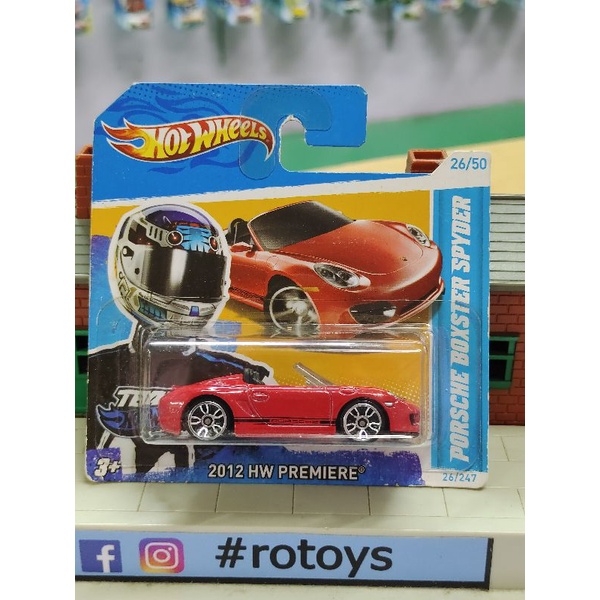 HOT WHEELS
26/50
PORSCHE BOXSTER SPYDER
3+
2012 HW PREMIERE®
26/247
#rotoys